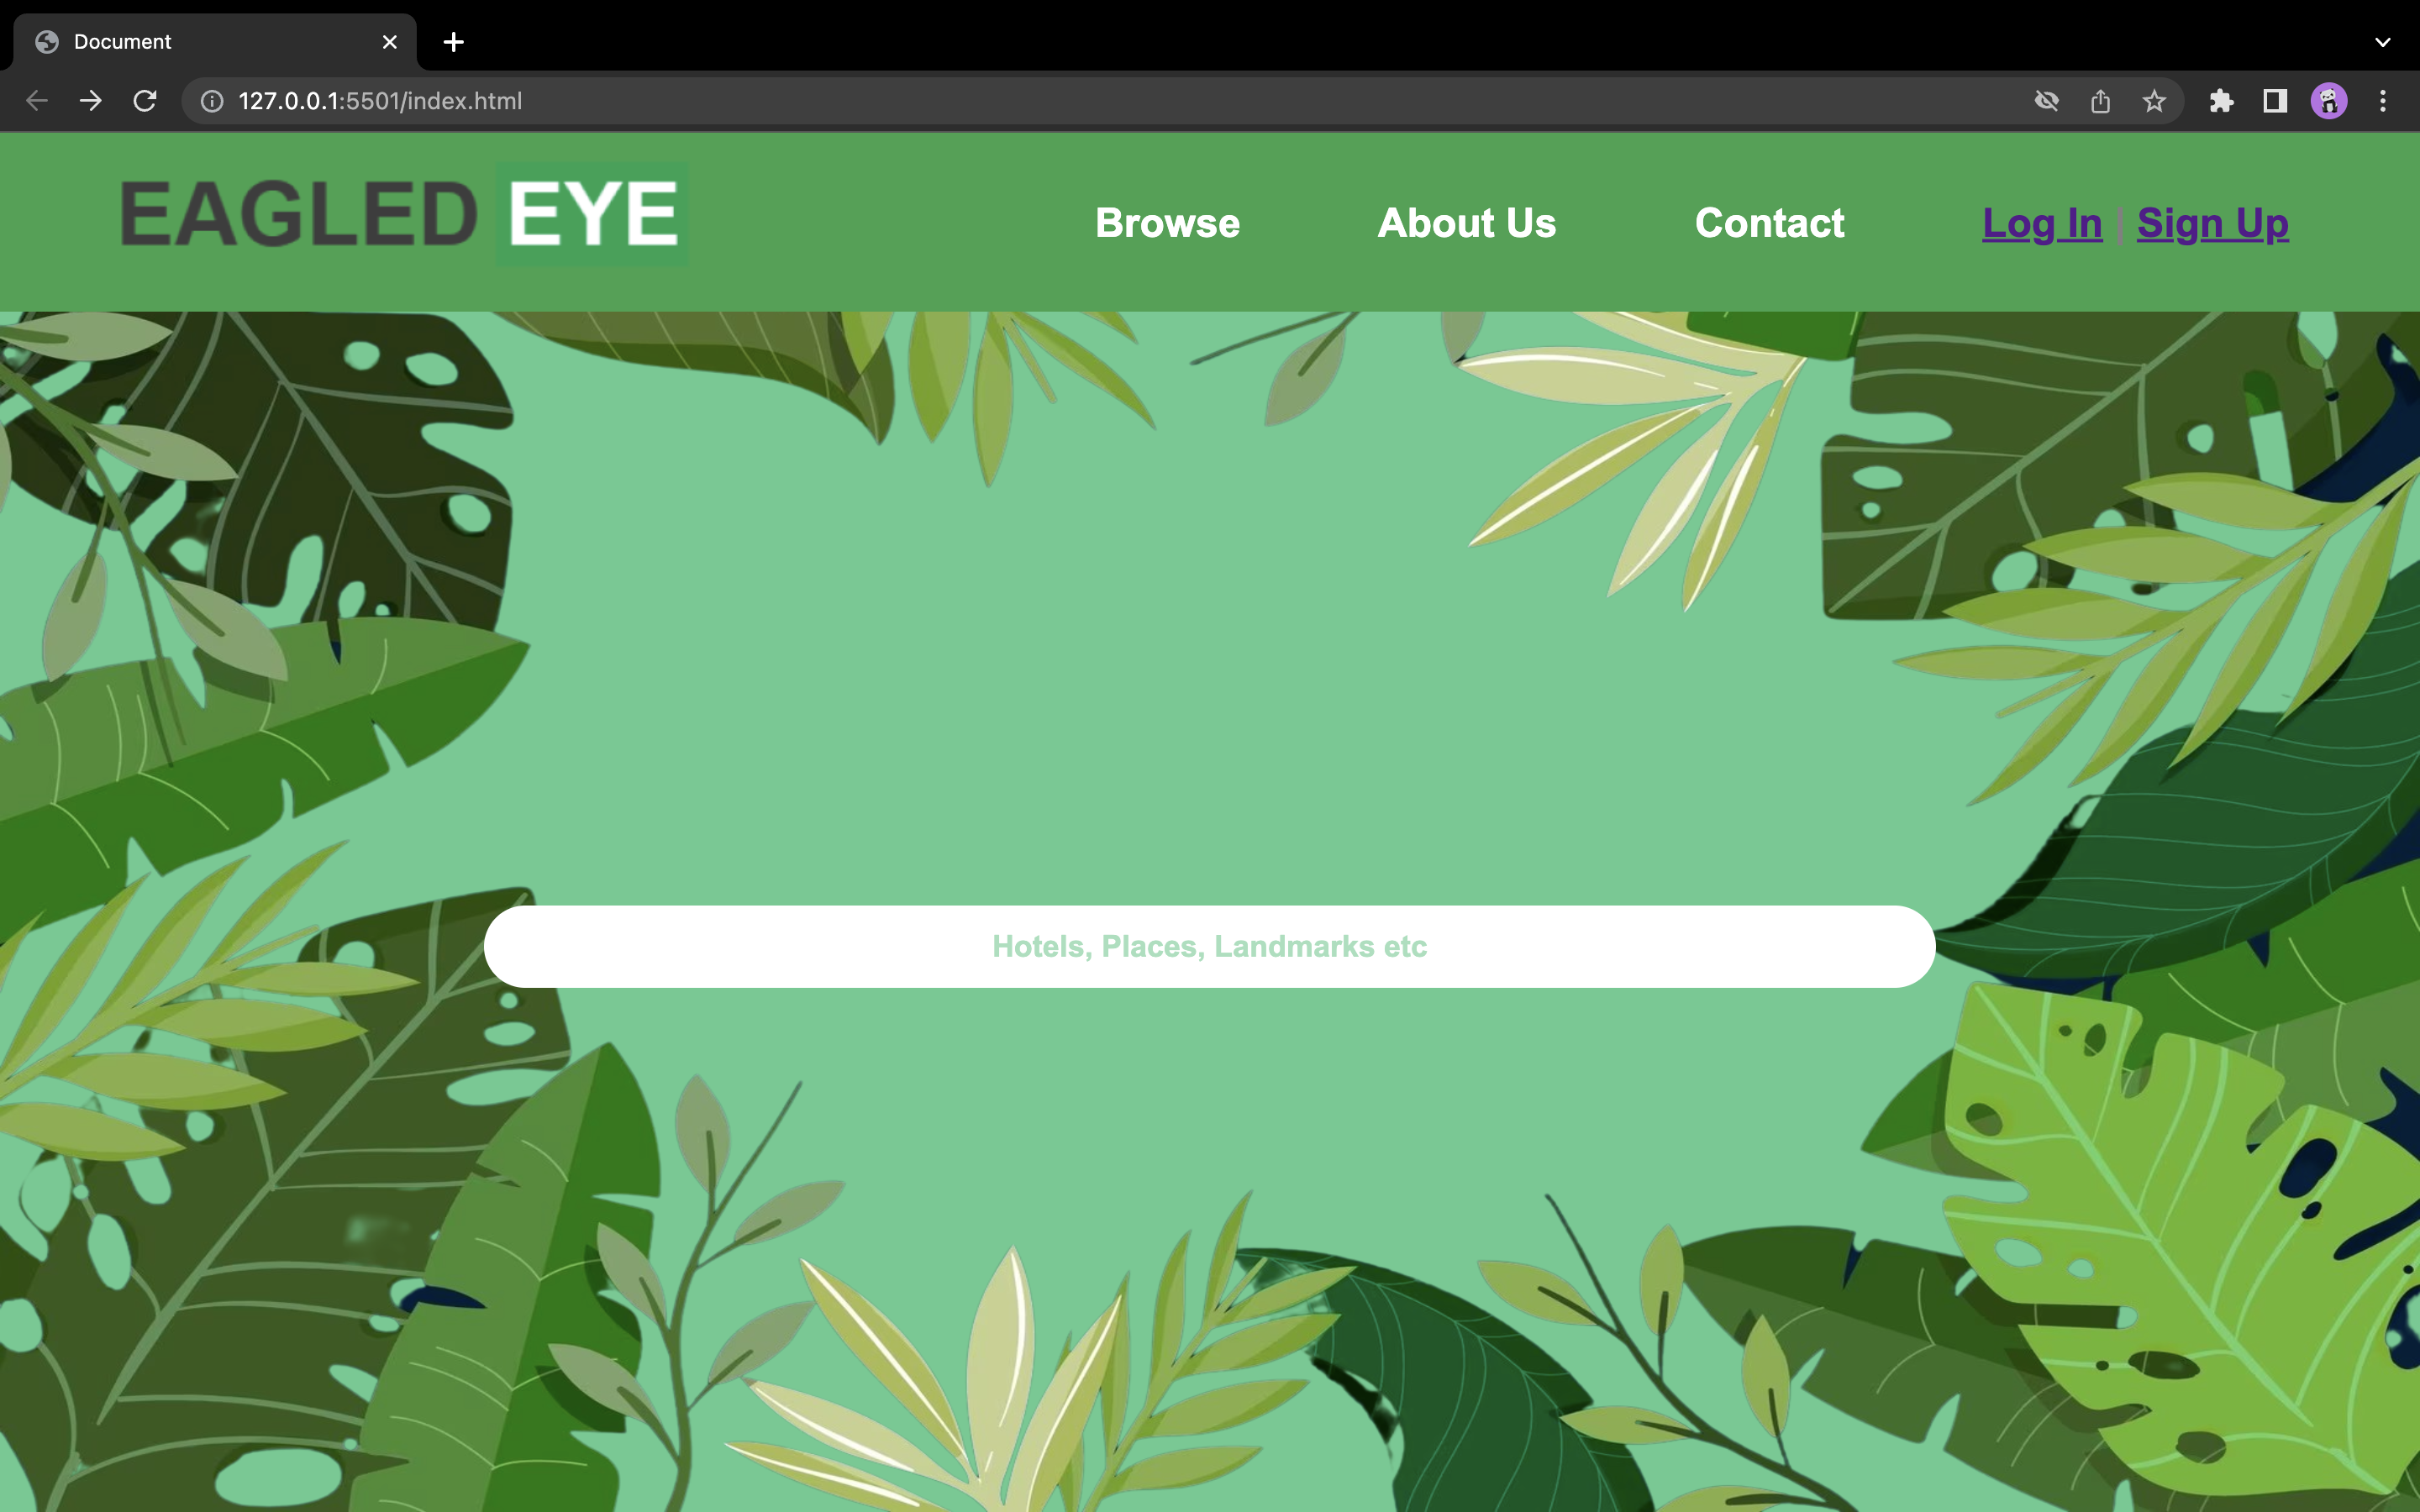 Document
127.0.0.1:5501/index.html
EAGLED EYE
Browse
About Us
Contact
Log In | Sign Up
Hotels, Places, Landmarks etc